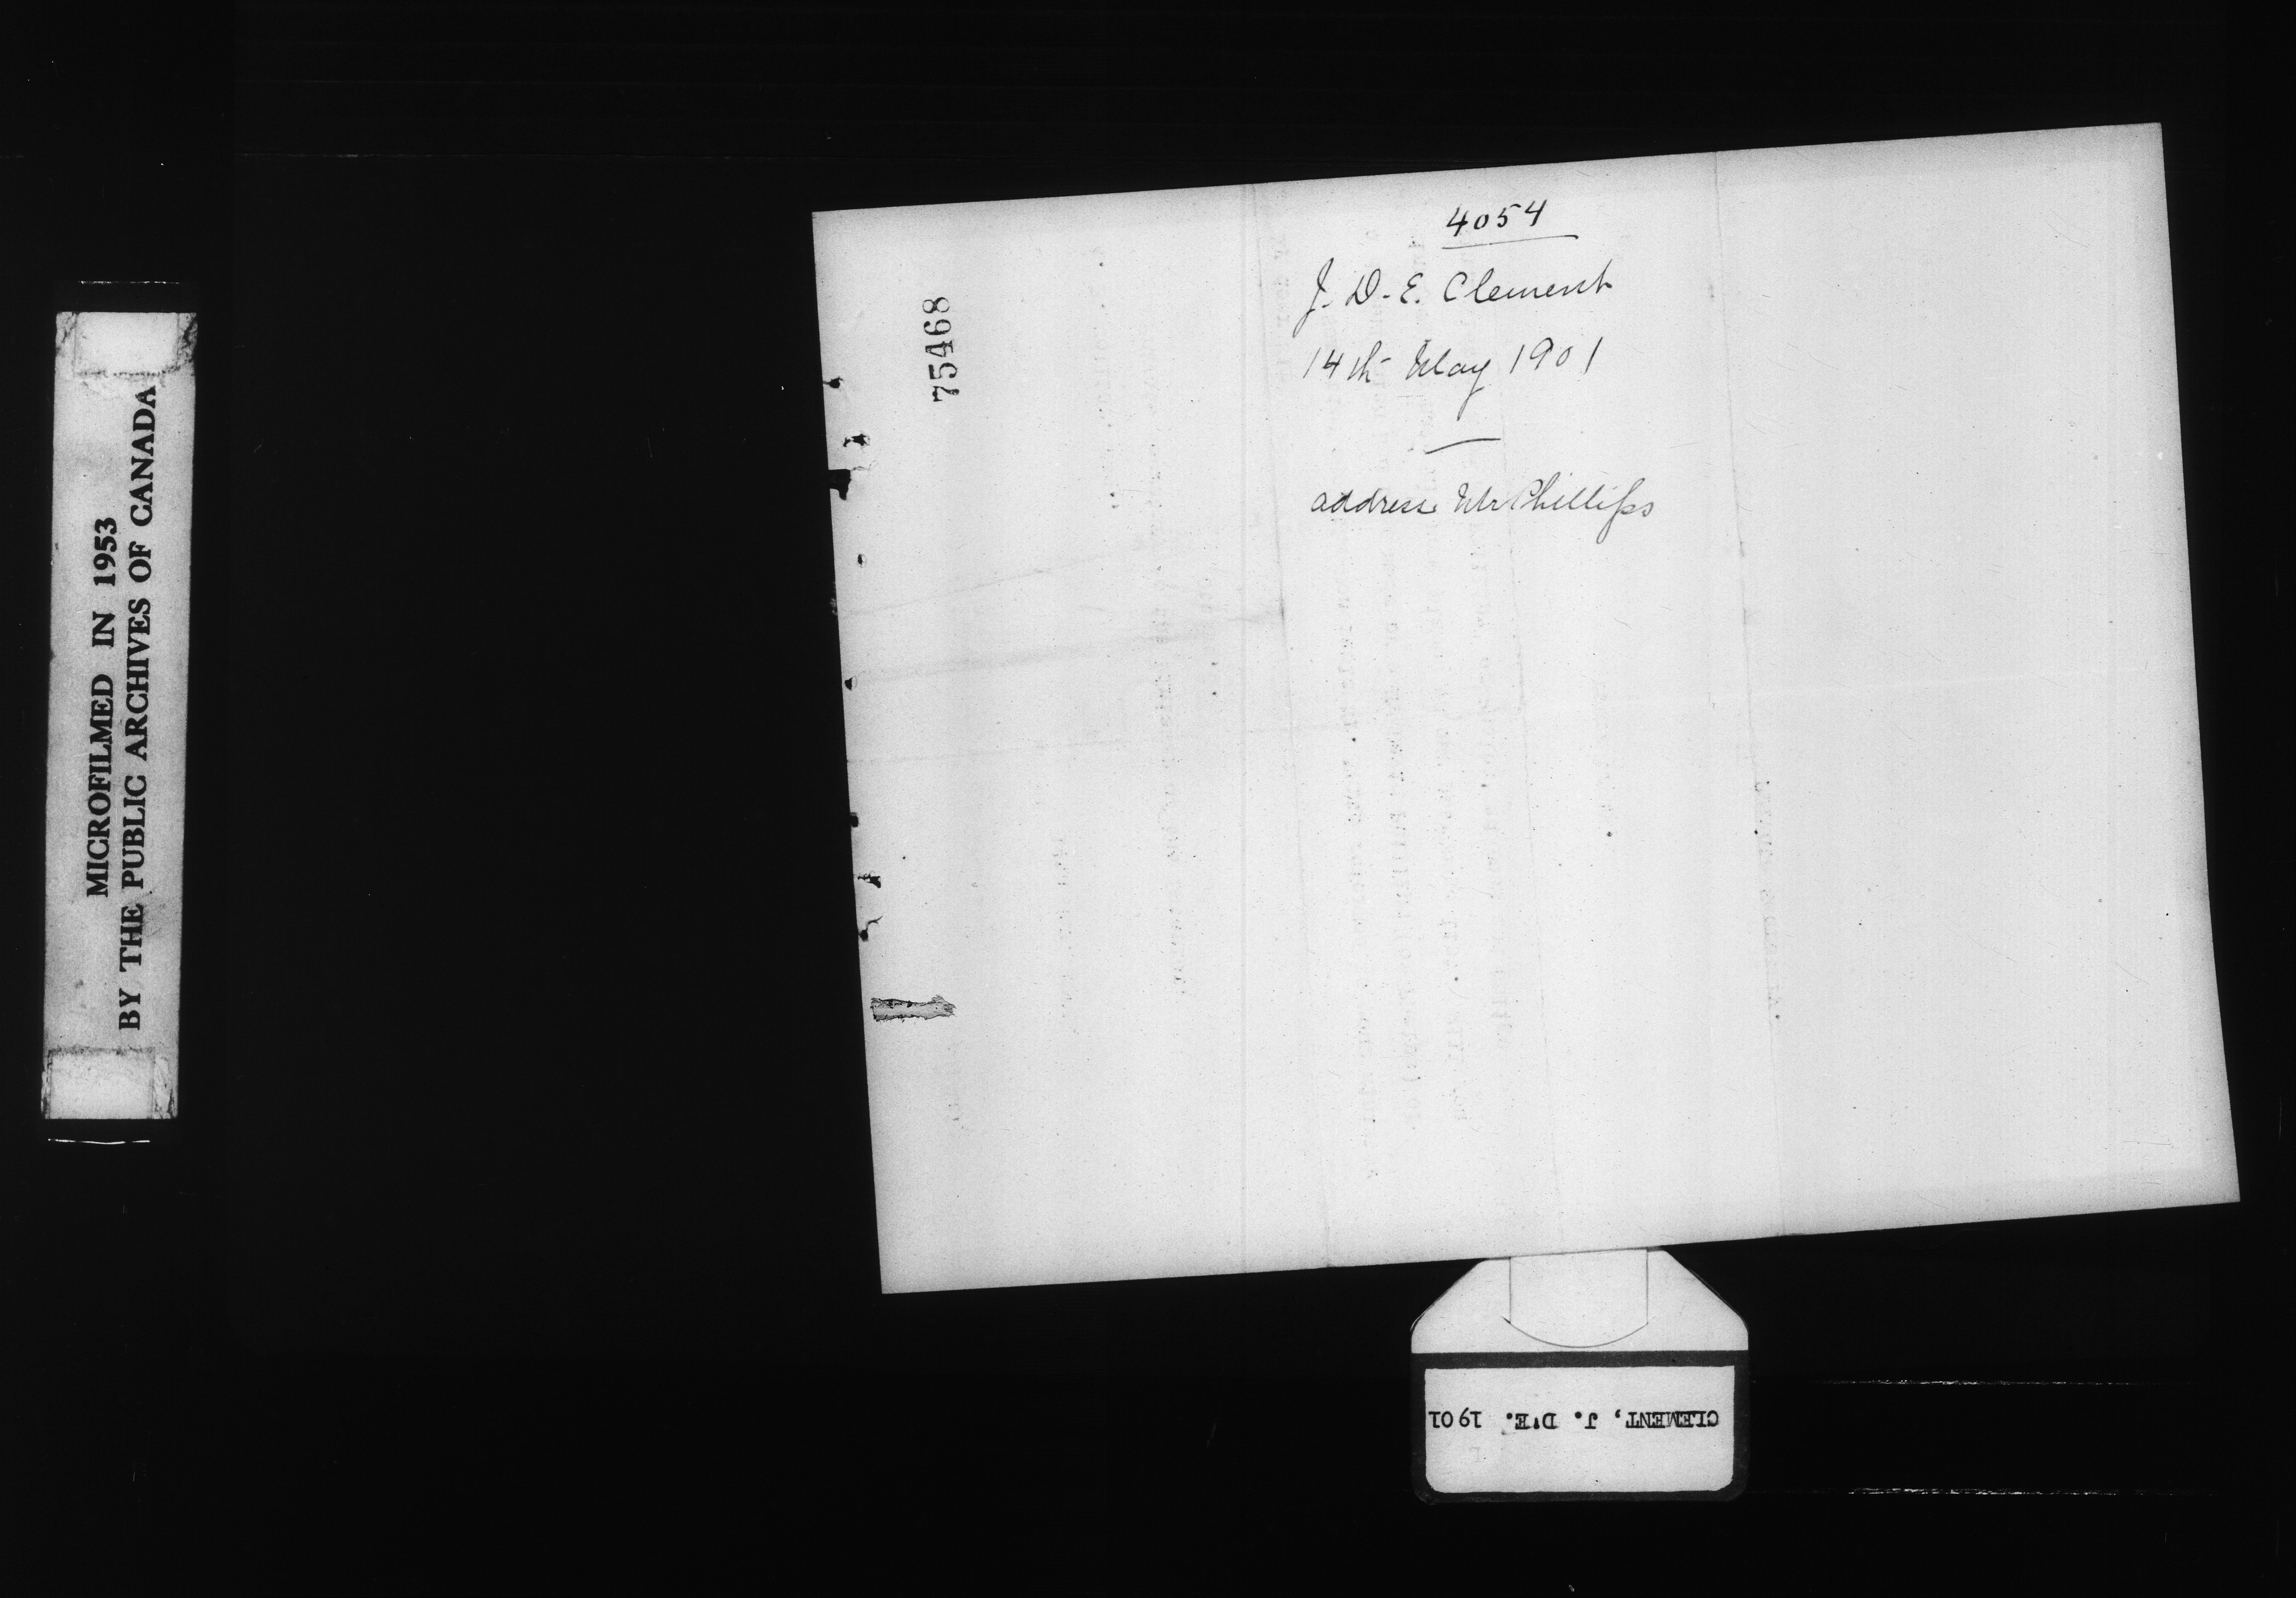 MICROFILMED IN 1953
BY THE PUBLIC ARCHIVES OF CANADA
75468
4054
J. D. E. Clement
14th May 1901
address Mr Phillips
CLEMENT, J. D'E. 1901